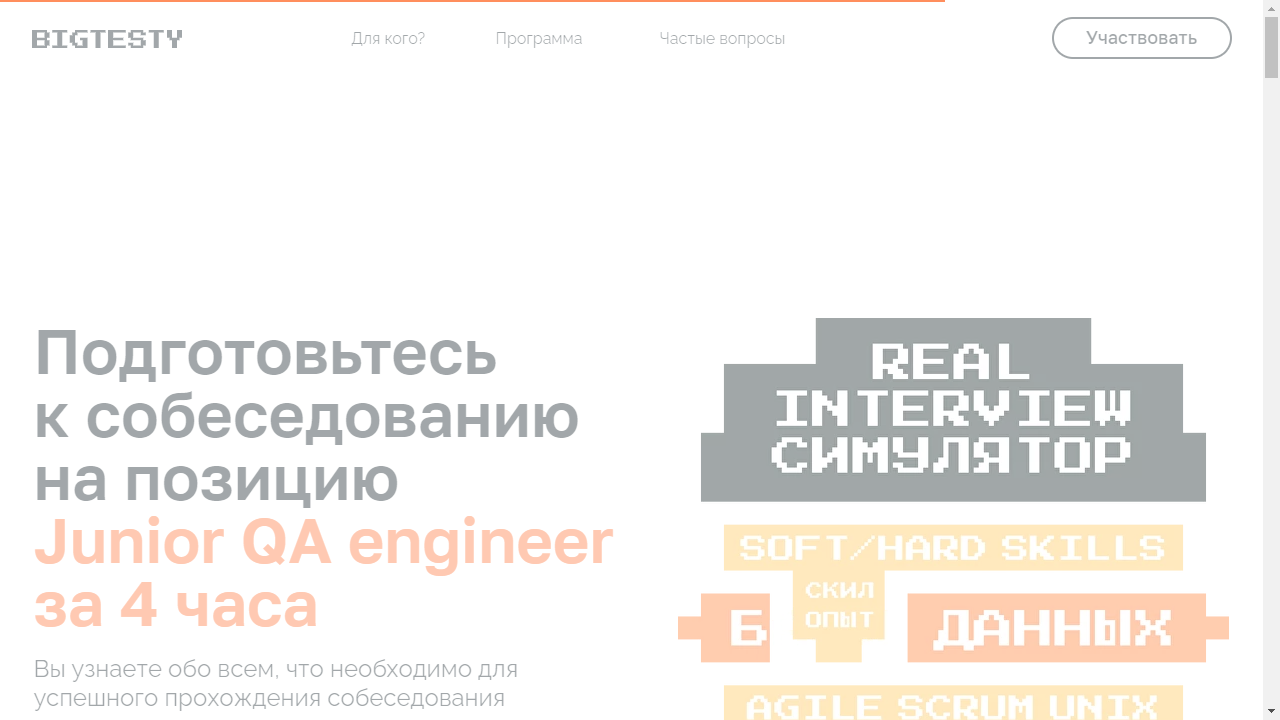 BIGTESTY
Для кого?
Программа
Частые вопросы
Участвовать
Подготовьтесь
к собеседованию
на позицию
Junior QA engineer
за 4 часа
Вы узнаете обо всем, что необходимо для
успешного прохождения собеседования
REAL
INTERVIEW
СИМУЛЯТОР
SOFT/HARD SKILLS
СКИЛ
ОПЫТ
Б
ДАННЫХ
AGILE SCRUM UNIX